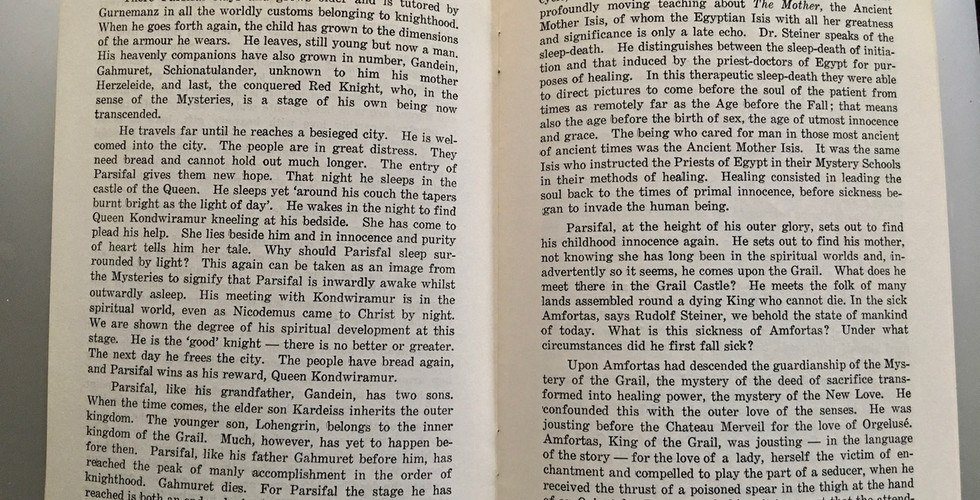 grows older and is tutored by
Gurnemanz in all the worldly customs belonging to knighthood.
When he goes forth again, the child has grown to the dimensions
of the armour he wears. He leaves, still young but now a man.
His heavenly companions have also grown in number, Gandein,
Gahmuret, Schionatulander, unknown to him his mother
Herzeleide, and last, the conquered Red Knight, who, in the
sense of the Mysteries, is a stage of his own being now
transcended.
He travels far until he reaches a besieged city. He is wel-
comed into the city. The people are in great distress. They
need bread and cannot hold out much longer. The entry of
Parsifal gives them new hope. That night he sleeps in the
castle of the Queen. He sleeps yet 'around his couch the tapers
burnt bright as the light of day'. He wakes in the night to find
Queen Kondwiramur kneeling at his bedside. She has come to
plead his help. She lies beside him and in innocence and purity
of heart tells him her tale. Why should Parisfal sleep sur-
rounded by light? This again can be taken as an image from
the Mysteries to signify that Parsifal is inwardly awake whilst
outwardly asleep. His meeting with Kondwiramur is in the
spiritual world, even as Nicodemus came to Christ by night.
We are shown the degree of his spiritual development at this
stage. He is the 'good' knight — there is no better or greater.
The next day he frees the city. The people have bread again,
and Parsifal wins as his reward, Queen Kondwiramur.
Parsifal, like his grandfather, Gandein, has two sons.
When the time comes, the elder son Kardeiss inherits the outer
kingdom. The younger son, Lohengrin, belongs to the inner
kingdom of the Grail. Much, however, has yet to happen be-
fore then. Parsifal, like his father Gahmuret before him, has
reached the peak of manly accomplishment in the order of
knighthood. Gahmuret dies. For Parsifal the stage he has
reached is both an
profoundly moving teaching about The Mother, the Ancient
Mother Isis, of whom the Egyptian Isis with all her greatness
and significance is only a late echo. Dr. Steiner speaks of the
sleep-death. He distinguishes between the sleep-death of initia-
tion and that induced by the priest-doctors of Egypt for pur-
poses of healing. In this therapeutic sleep-death they were able
to direct pictures to come before the soul of the patient from
times as remotely far as the Age before the Fall; that means
also the age before the birth of sex, the age of utmost innocence
and grace. The being who cared for man in those most ancient
of ancient times was the Ancient Mother Isis. It was the same
Isis who instructed the Priests of Egypt in their Mystery Schools
in their methods of healing. Healing consisted in leading the
soul back to the times of primal innocence, before sickness be-
gan to invade the human being.
Parsifal, at the height of his outer glory, sets out to find
his childhood innocence again. He sets out to find his mother,
not knowing she has long been in the spiritual worlds and, in-
advertently so it seems, he comes upon the Grail. What does he
meet there in the Grail Castle? He meets the folk of many
lands assembled round a dying King who cannot die. In the sick
Amfortas, says Rudolf Steiner, we behold the state of mankind
of today. What is this sickness of Amfortas? Under what
circumstances did he first fall sick?
Upon Amfortas had descended the guardianship of the Mys-
tery of the Grail, the mystery of the deed of sacrifice trans-
formed into healing power, the mystery of the New Love. He
confounded this with the outer love of the senses. He was
jousting before the Chateau Merveil for the love of Orgelusé.
Amfortas, King of the Grail, was jousting — in the language
of the story — for the love of a lady, herself the victim of en-
chantment and compelled to play the part of a seducer, when he
received the thrust of a poisoned spear in the thigh at the hand